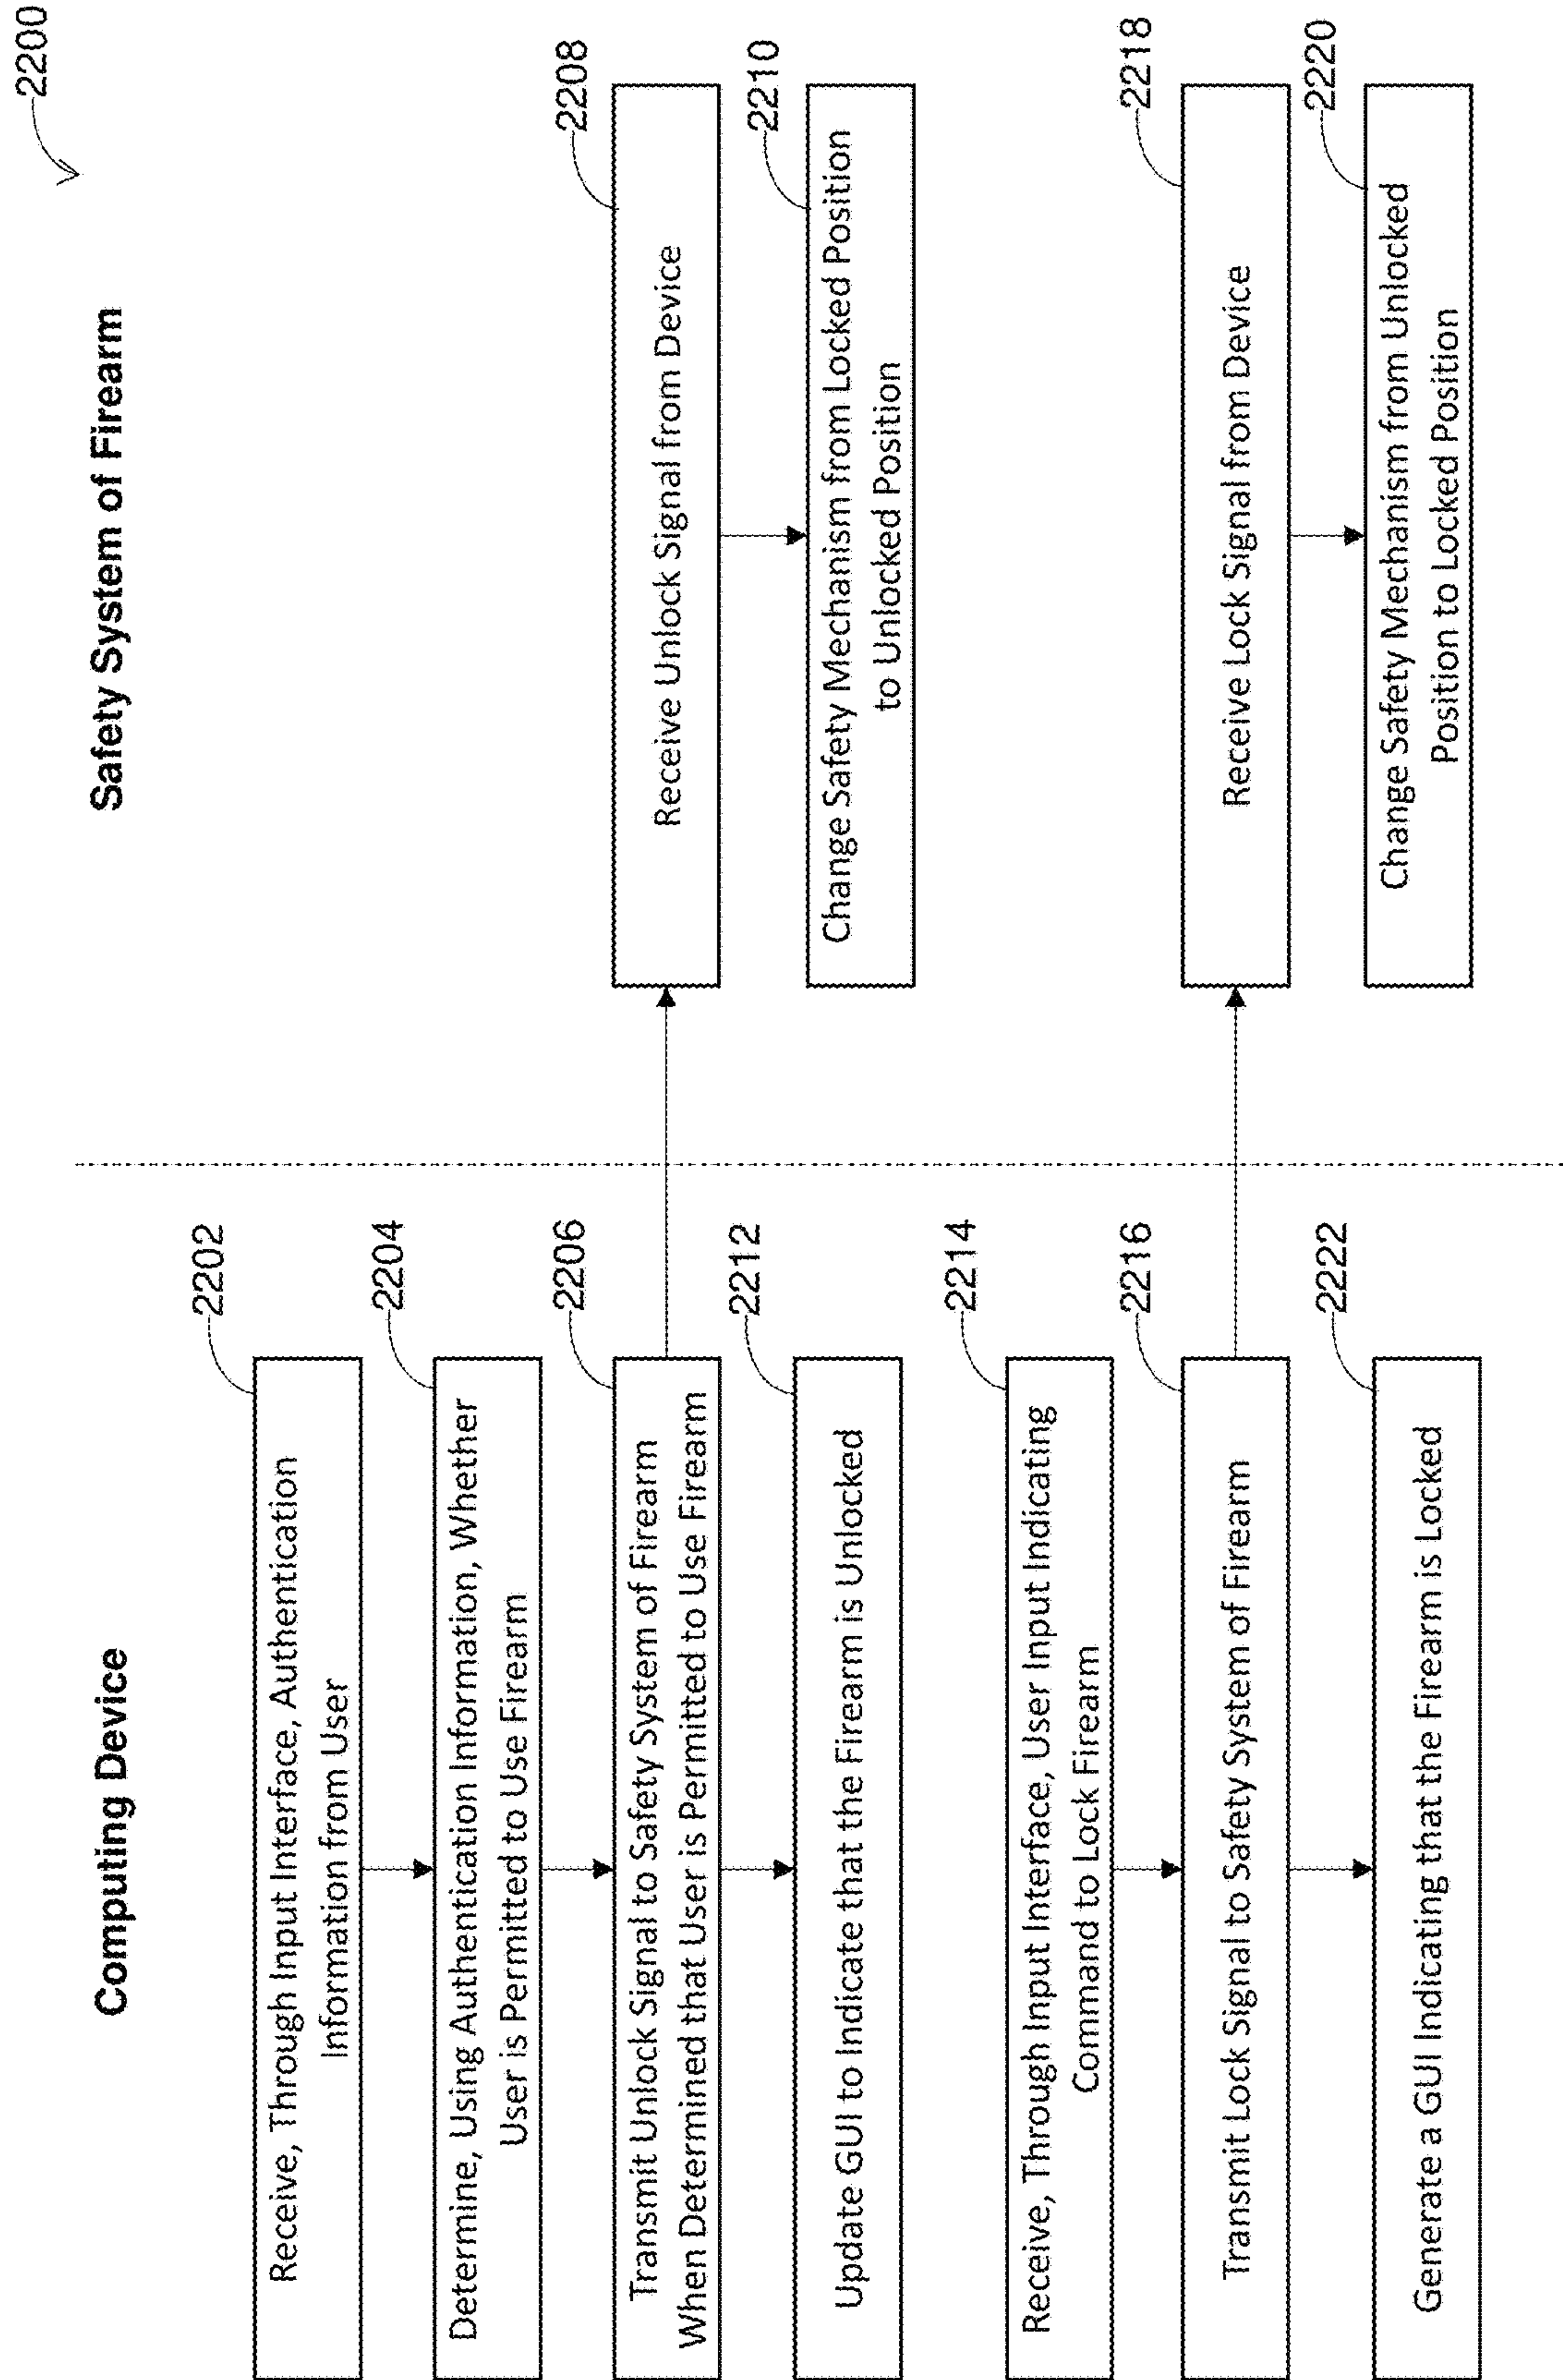 2200
Computing Device
Safety System of Firearm
2202
Receive, Through Input Interface, Authentication
Information from User
2204
Determine, Using Authentication Information, Whether
User is Permitted to Use Firearm
2206
Transmit Unlock Signal to Safety System of Firearm
When Determined that User is Permitted to Use Firearm
2208
Receive Unlock Signal from Device
2210
Change Safety Mechanism from Locked Position
to Unlocked Position
2212
Update GUI to Indicate that the Firearm is Unlocked
2214
Receive, Through Input Interface, User Input Indicating
Command to Lock Firearm
2216
Transmit Lock Signal to Safety System of Firearm
2218
Receive Lock Signal from Device
2220
Change Safety Mechanism from Unlocked
Position to Locked Position
2222
Generate a GUI Indicating that the Firearm is Locked